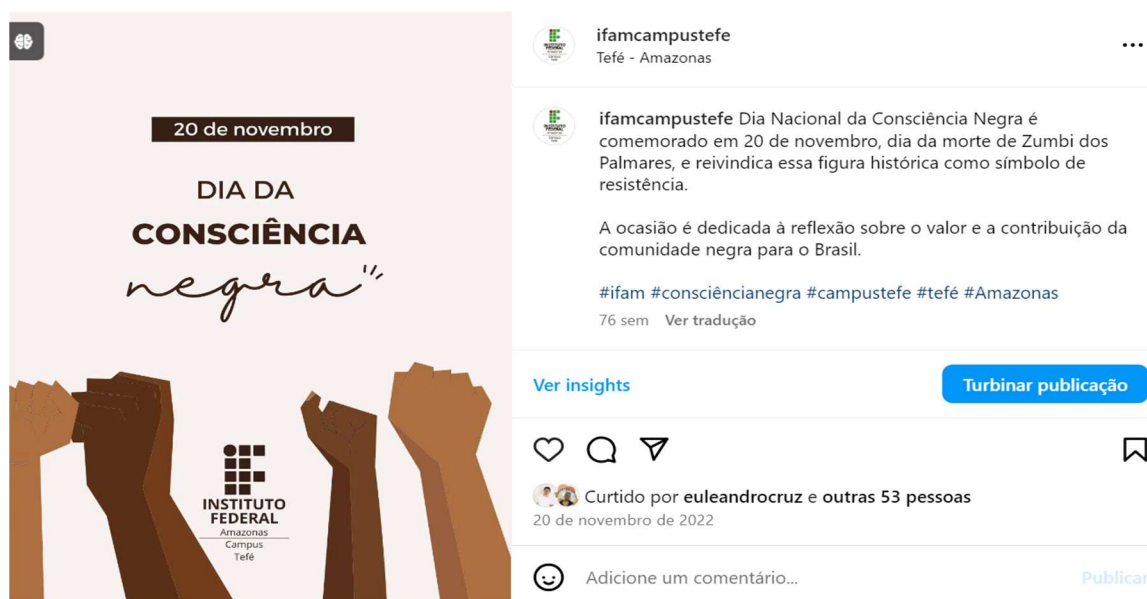 20 de novembro
DIA DA
CONSCIÊNCIA
negra
INSTITUTO
FEDERAL
Amazonas
Campus
Tefé
ifamcampustefe
Tefé - Amazonas
ifamcampustefe Dia Nacional da Consciência Negra é
comemorado em 20 de novembro, dia da morte de Zumbi dos
Palmares, e reivindica essa figura histórica como símbolo de
resistência.
A ocasião é dedicada à reflexão sobre o valor e a contribuição da
comunidade negra para o Brasil.
#ifam #consciêncianegra #campustefe #tefé #Amazonas
76 sem Ver tradução
Ver insights
Turbinar publicação
Curtido por euleandrocruz e outras 53 pessoas
20 de novembro de 2022
Adicione um comentário...
Publicar